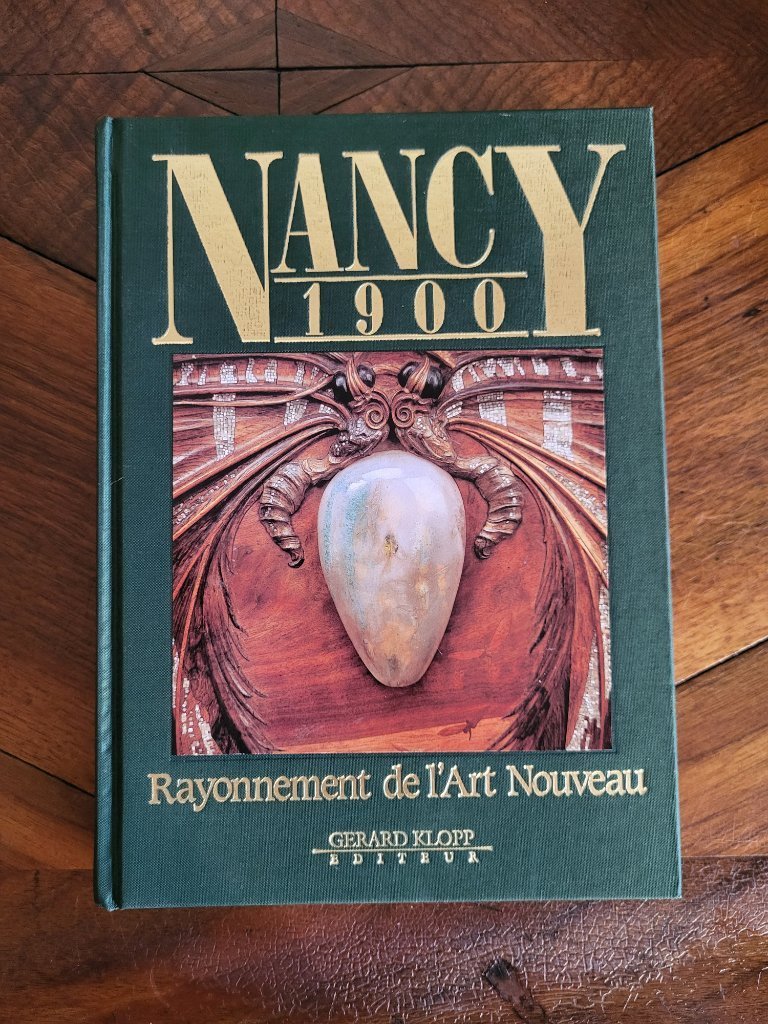 NANCY
1900
Rayonnement de l'Art Nouveau
GERARD KLOPP
EDITEUR